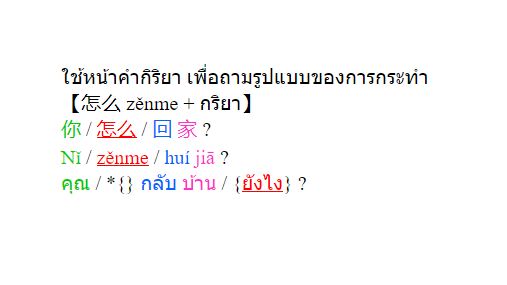 ใช้หน้าคำกิริยา เพื่อถามรูปแบบของการกระทำ
【怎么 zěnme + กริยา】
你 / 怎么 / 回 家 ?
Nǐ / zěnme / huí jiā ?
คุณ / *{} กลับ บ้าน / {ยังไง} ?